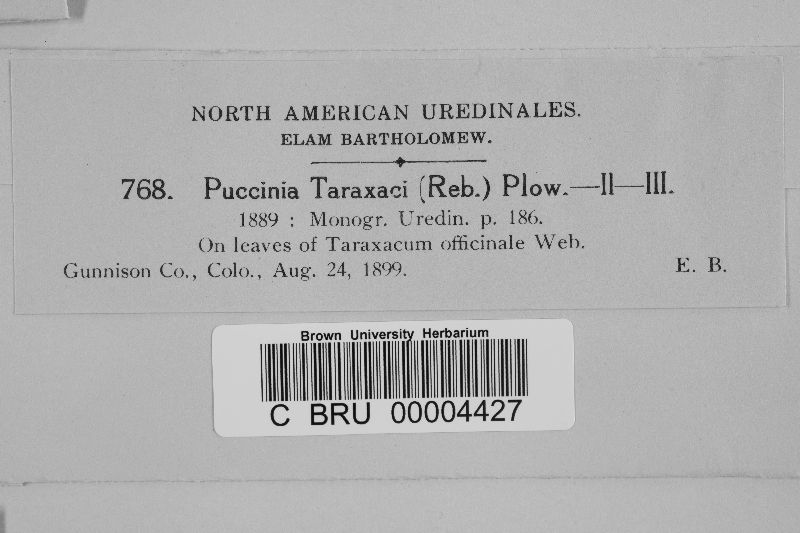 NORTH AMERICAN UREDINALES.
ELAM BARTHOLOMEW.
768. Puccinia Taraxaci (Reb.) Plow.—II—III.
1889 : Monogr. Uredin. p. 186.
On leaves of Taraxacum officinale Web.
Gunnison Co., Colo., Aug. 24, 1899. E. B.
Brown University Herbarium
C BRU 00004427